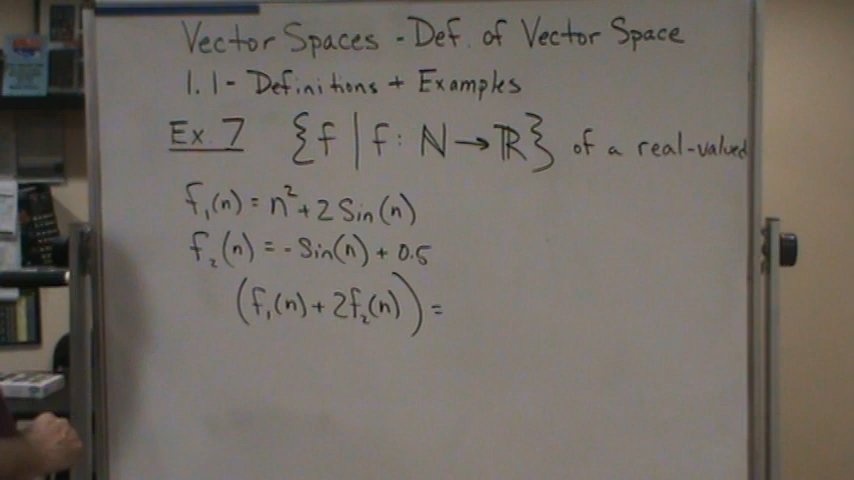 Vector Spaces - Def. of Vector Space
1.1 - Definitions + Examples
Ex. 7 {f | f: ℕ → ℝ} of a real-valued
f₁(n) = n² + 2 Sin(n)
f₂(n) = - Sin(n) + 0.5
(f₁(n) + 2f₂(n)) =